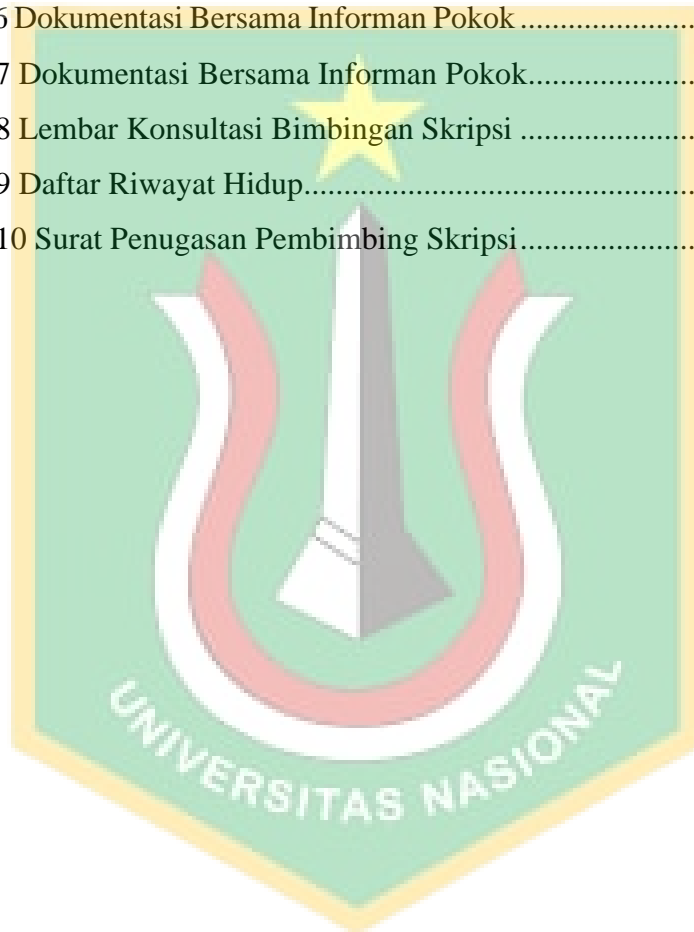 6 Dokumentasi Bersama Informan Pokok ......................
7 Dokumentasi Bersama Informan Pokok.....................
8 Lembar Konsultasi Bimbingan Skripsi ......................
9 Daftar Riwayat Hidup.................................................
10 Surat Penugasan Pembimbing Skripsi......................
UNIVERSITAS NASIONAL